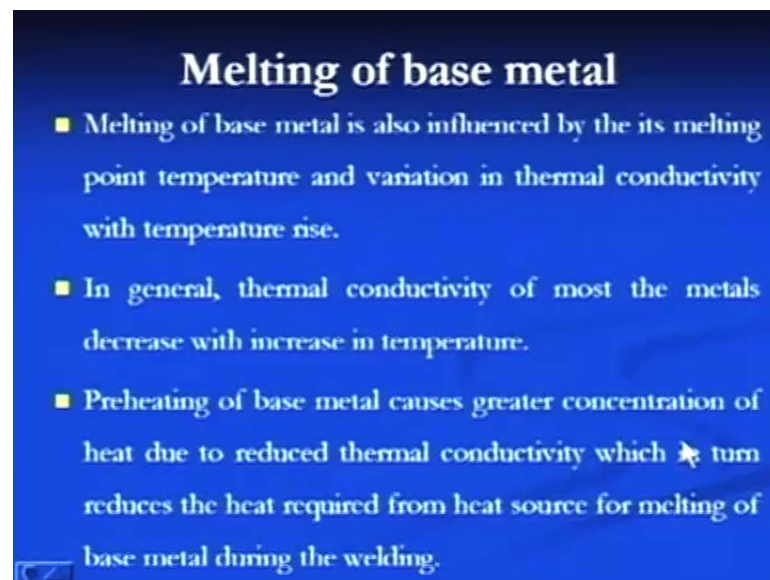 Melting of base metal
Melting of base metal is also influenced by the its melting
point temperature and variation in thermal conductivity
with temperature rise.
In general, thermal conductivity of most the metals
decrease with increase in temperature.
Preheating of base metal causes greater concentration of
heat due to reduced thermal conductivity which turn
reduces the heat required from heat source for melting of
base metal during the welding.